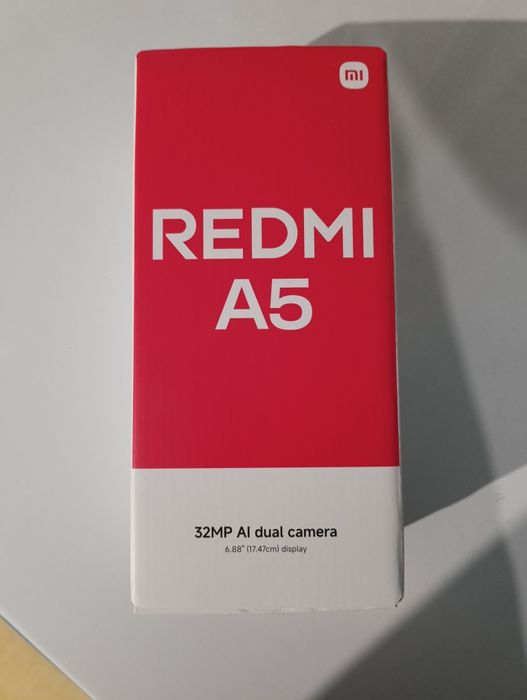 mi
REDMI
A5
32MP AI dual camera
6.88" (17.47cm) display